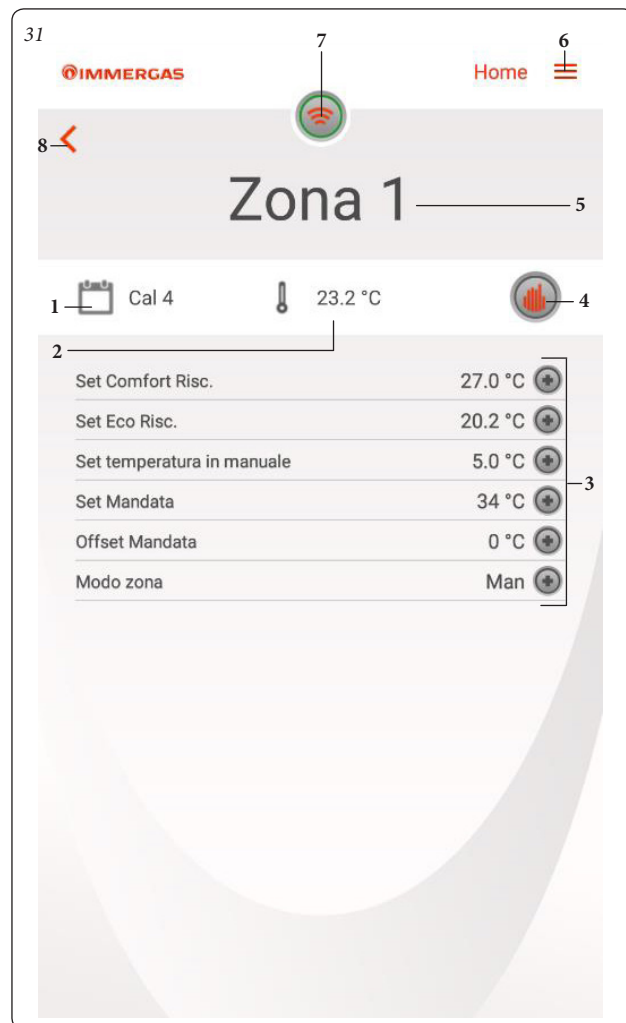 31
7
6
IMMERGAS
Home
8
Zona 1
5
1
Cal 4
23.2 °C
4
2
Set Comfort Risc. 27.0 °C
Set Eco Risc. 20.2 °C
Set temperatura in manuale 5.0 °C
3
Set Mandata 34 °C
Offset Mandata 0 °C
Modo zona Man